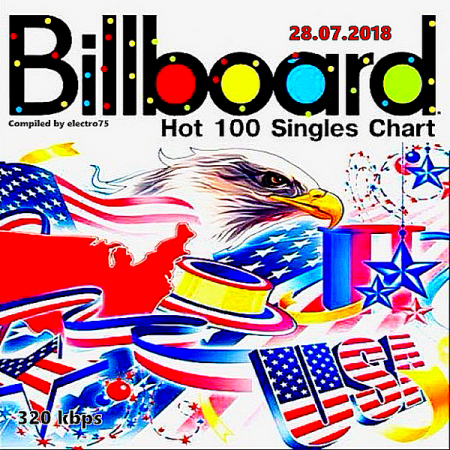 28.07.2018
Billboard
Compiled by electro75
Hot 100 Singles Chart
USA
320 kbps